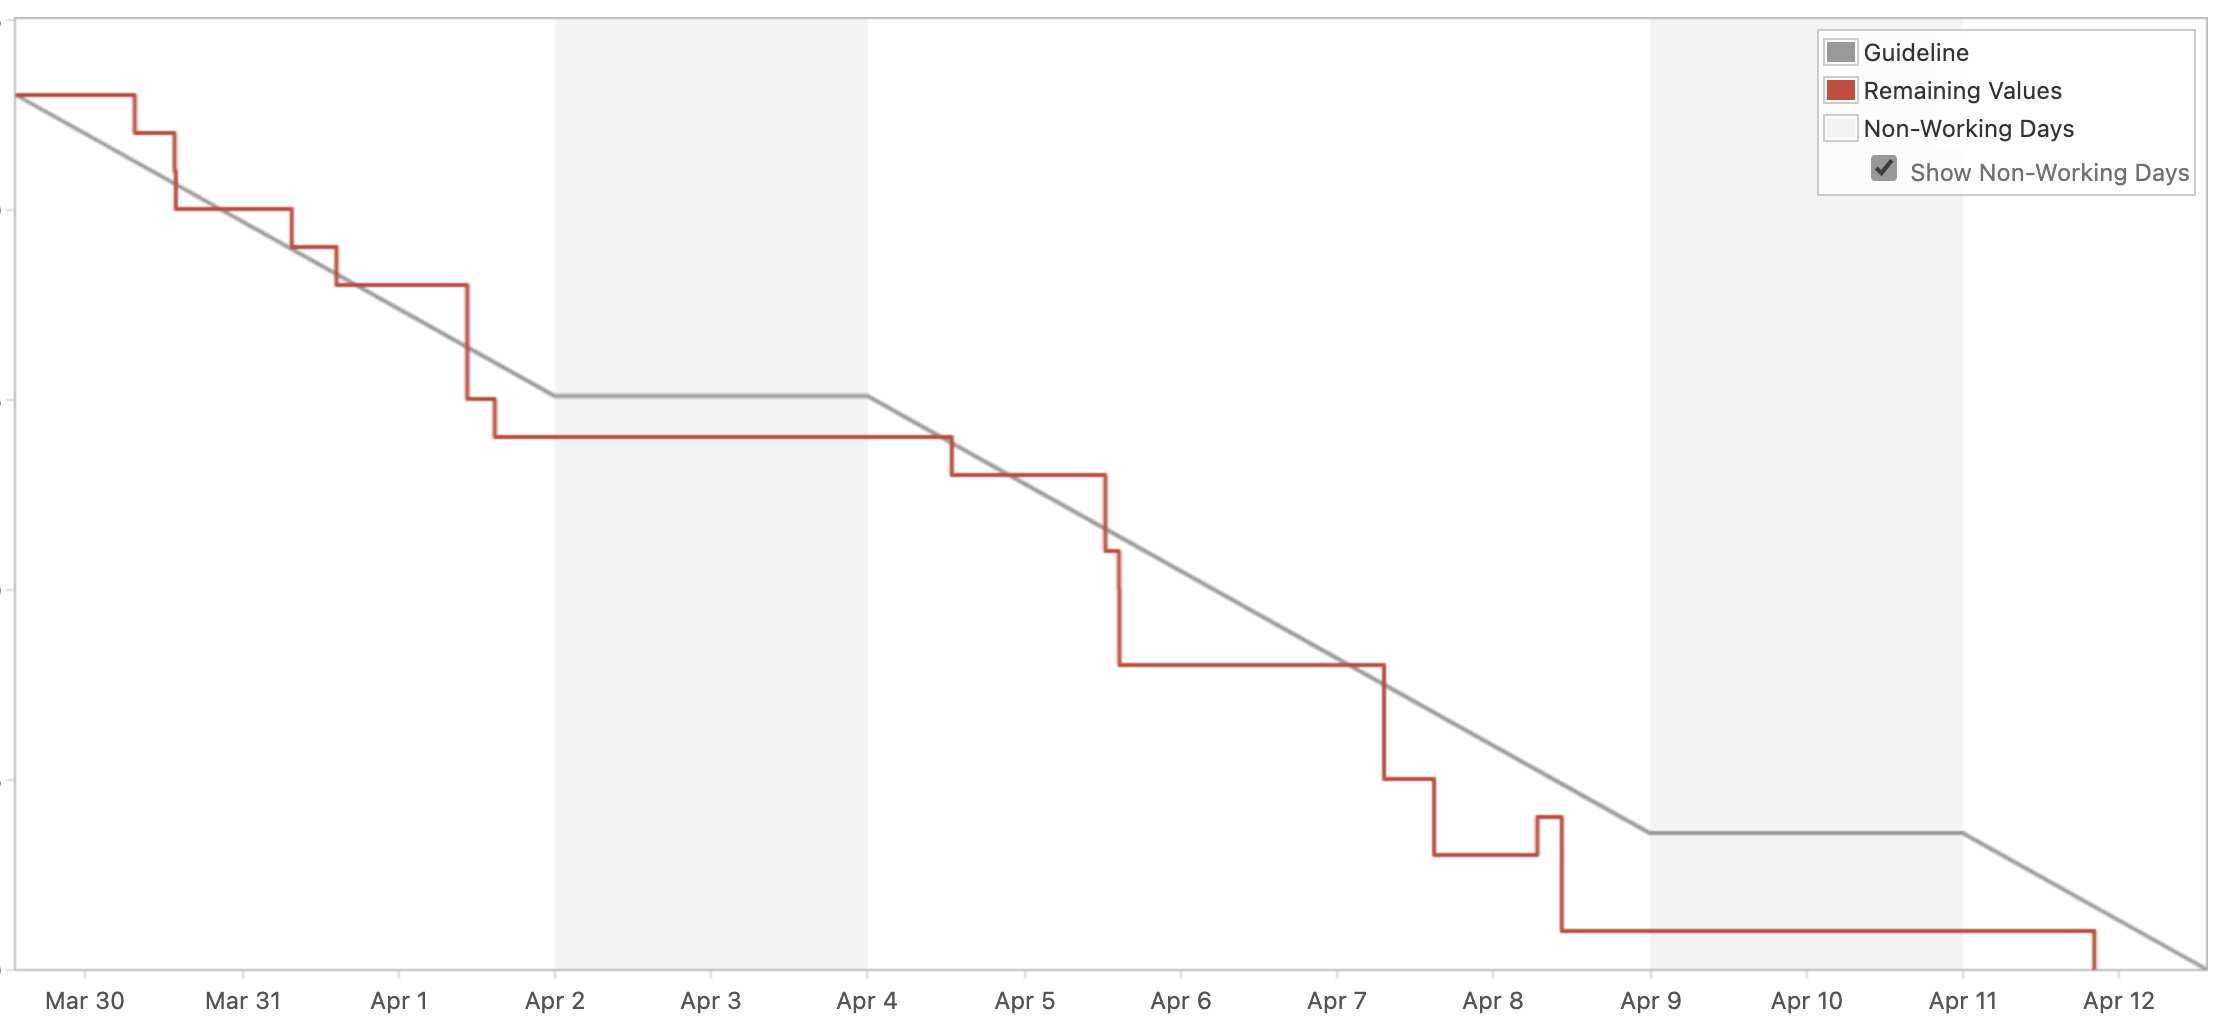 Guideline
Remaining Values
Non-Working Days
Show Non-Working Days
Mar 30 Mar 31 Apr 1 Apr 2 Apr 3 Apr 4 Apr 5 Apr 6 Apr 7 Apr 8 Apr 9 Apr 10 Apr 11 Apr 12